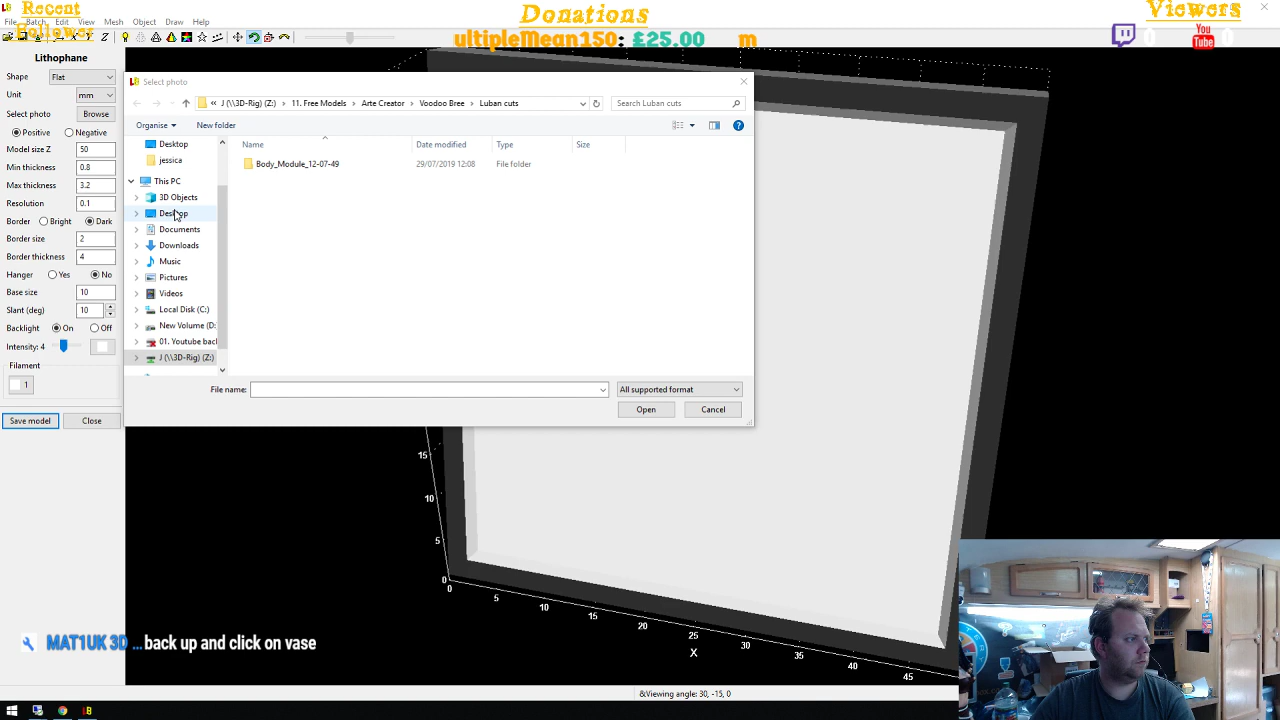 Recent
Follower
Donations
Viewers
File Batch Edit View Mesh Object Draw Help
ultipleMean150: £25.00 m
0 0
Lithophane
Shape Flat
Unit mm
Select photo Browse
Positive Negative
Model size Z 50
Min thickness 0.8
Max thickness 3.2
Resolution 0.1
Border Bright Dark
Border size 2
Border thickness 4
Hanger Yes No
Base size 10
Slant (deg) 10
Backlight On Off
Intensity: 4
Filament
1
Save model Close
Select photo
« J (\\3D-Rig) (Z:) › 11. Free Models › Arte Creator › Voodoo Bree › Luban cuts
Search Luban cuts
Organise New folder
Name Date modified Type Size
Body_Module_12-07-49 29/07/2019 12:08 File folder
Desktop
jessica
This PC
3D Objects
Desktop
Documents
Downloads
Music
Pictures
Videos
Local Disk (C:)
New Volume (D:
01. Youtube bacl
J (\\3D-Rig) (Z:)
File name: All supported format
Open Cancel
15
10
5
0
0 5 10 15 20 25 30 35 40 45
X
MAT1UK 3D ... back up and click on vase
&Viewing angle: 30, -15, 0